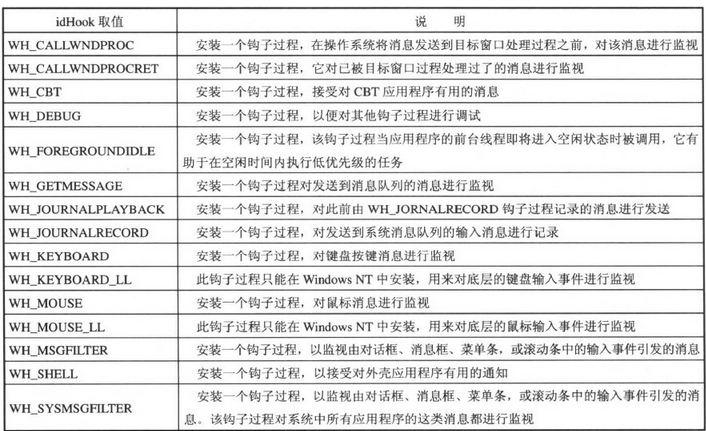 idHook 取值 说 明
WH_CALLWNDPROC 安装一个钩子过程，在操作系统将消息发送到目标窗口处理过程之前，对该消息进行监视
WH_CALLWNDPROCRET 安装一个钩子过程，它对已被目标窗口过程处理过了的消息进行监视
WH_CBT 安装一个钩子过程，接受对 CBT 应用程序有用的消息
WH_DEBUG 安装一个钩子过程，以便对其他钩子过程进行调试
WH_FOREGROUNDIDLE 安装一个钩子过程，该钩子过程当应用程序的前台线程即将进入空闲状态时被调用，它有
助于在空闲时间内执行低优先级的任务
WH_GETMESSAGE 安装一个钩子过程对发送到消息队列的消息进行监视
WH_JOURNALPLAYBACK 安装一个钩子过程，对此前由 WH_JORNALRECORD 钩子过程记录的消息进行发送
WH_JOURNALRECORD 安装一个钩子过程，对发送到系统消息队列的输入消息进行记录
WH_KEYBOARD 安装一个钩子过程，对键盘按键消息进行监视
WH_KEYBOARD_LL 此钩子过程只能在 Windows NT 中安装，用来对底层的键盘输入事件进行监视
WH_MOUSE 安装一个钩子过程，对鼠标消息进行监视
WH_MOUSE_LL 此钩子过程只能在 Windows NT 中安装，用来对底层的鼠标输入事件进行监视
WH_MSGFILTER 安装一个钩子过程，以监视由对话框、消息框、菜单条，或滚动条中的输入事件引发的消息
WH_SHELL 安装一个钩子过程，以接受对外壳应用程序有用的通知
WH_SYSMSGFILTER 安装一个钩子过程，以监视由对话框、消息框、菜单条，或滚动条中的输入事件引发的消
息。该钩子过程对系统中所有应用程序的这类消息都进行监视